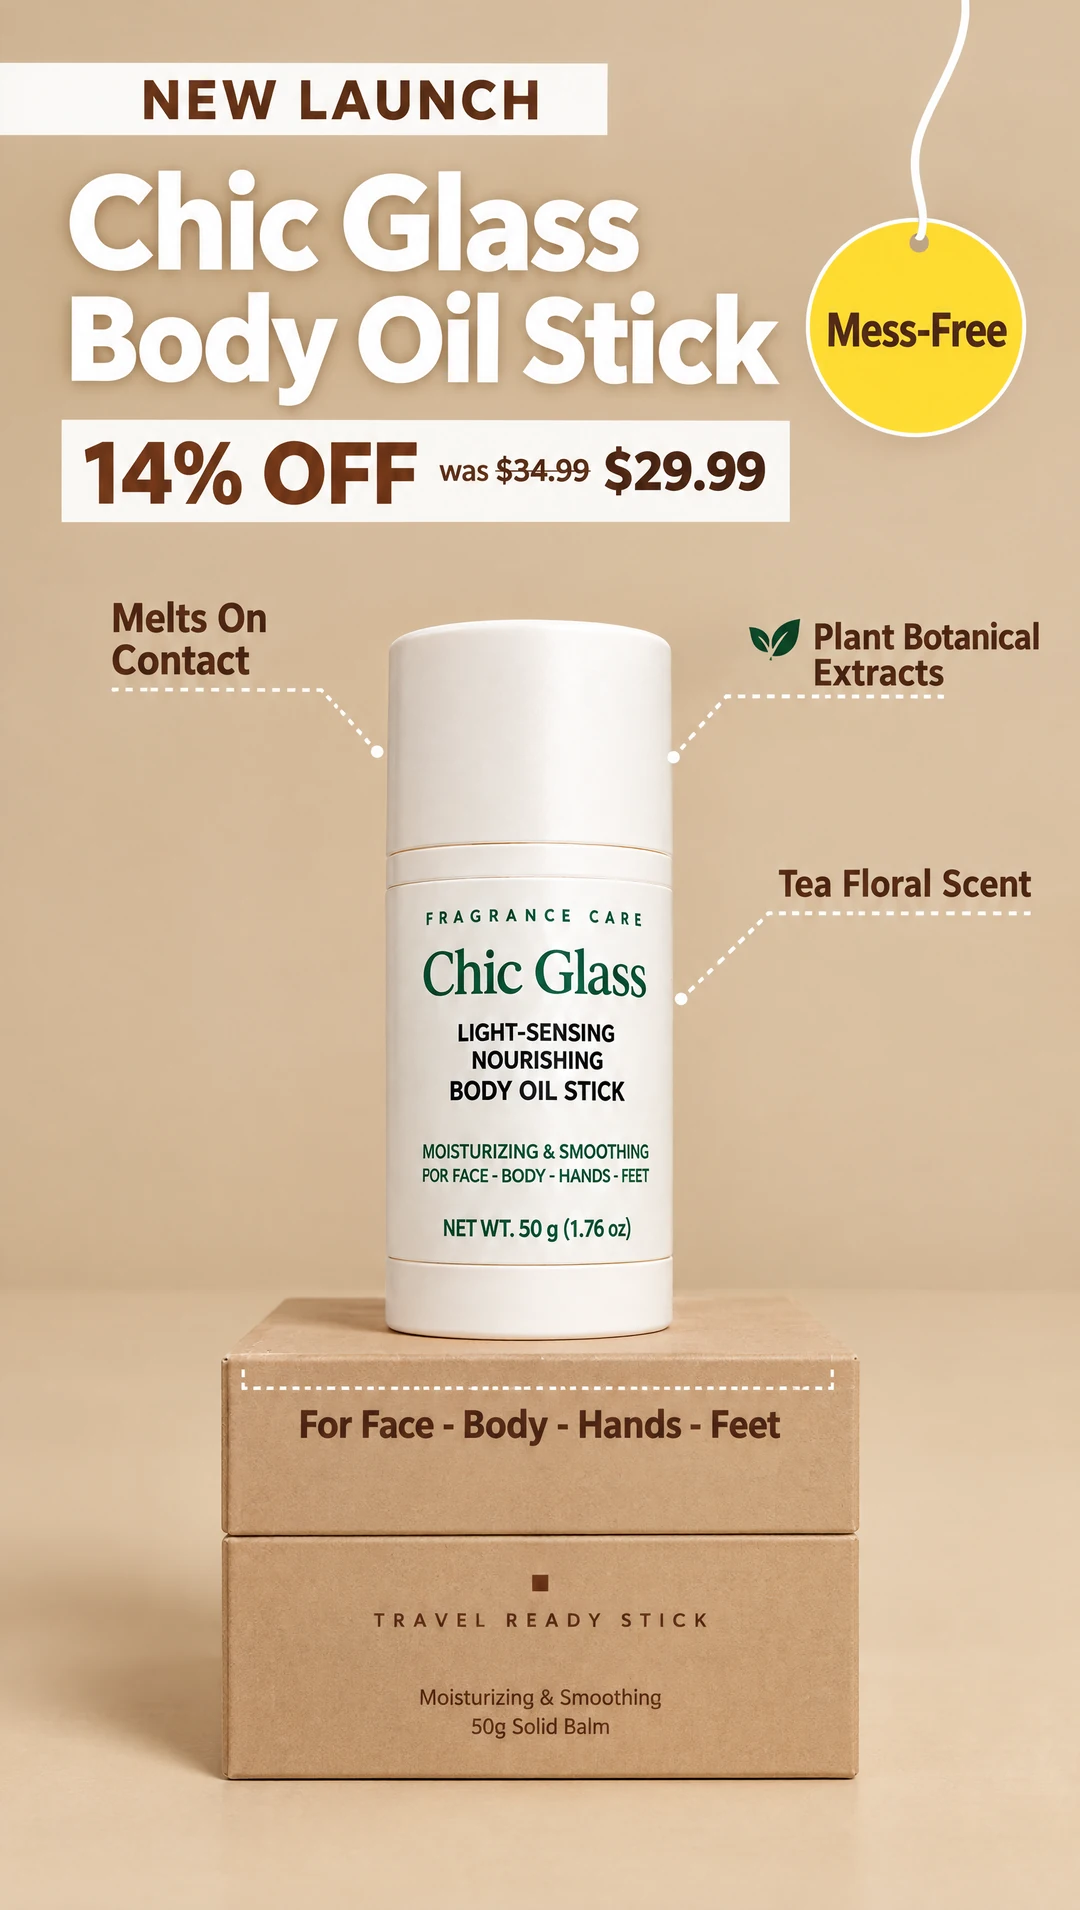 NEW LAUNCH
Chic Glass
Body Oil Stick
Mess-Free
14% OFF was $34.99 $29.99
Melts On
Contact
Plant Botanical
Extracts
Tea Floral Scent
FRAGRANCE CARE
Chic Glass
LIGHT-SENSING
NOURISHING
BODY OIL STICK
MOISTURIZING & SMOOTHING
POR FACE - BODY - HANDS - FEET
NET WT. 50 g (1.76 oz)
For Face - Body - Hands - Feet
TRAVEL READY STICK
Moisturizing & Smoothing
50g Solid Balm